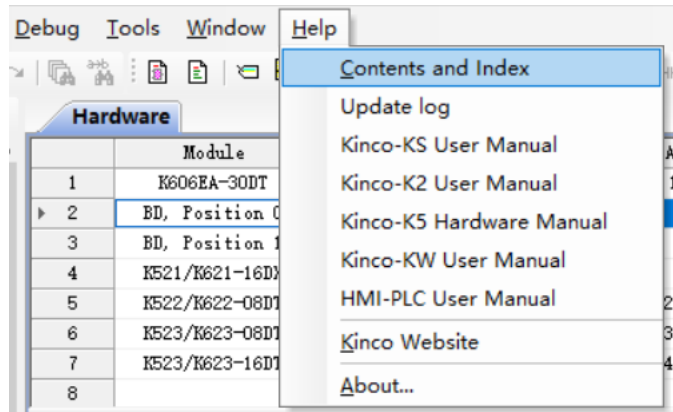 Debug Tools Window Help
Contents and Index
Update log
Kinco-KS User Manual
Kinco-K2 User Manual
Kinco-K5 Hardware Manual
Kinco-KW User Manual
HMI-PLC User Manual
Kinco Website
About...
Hardware
Module
1 K606EA-30DT
2 BD, Position 0
3 BD, Position 1
4 K521/K621-16DX
5 K522/K622-08DT
6 K523/K623-08DT
7 K523/K623-16DT
8